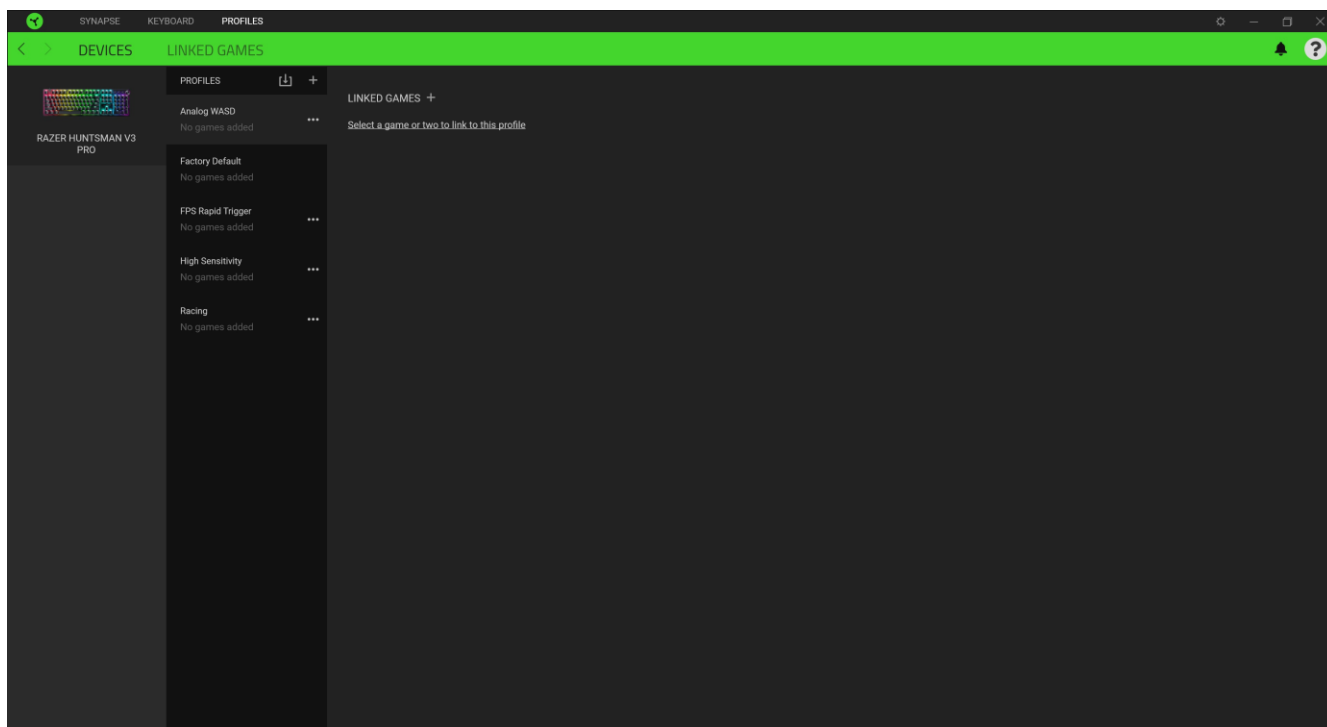 SYNAPSE KEYBOARD PROFILES
DEVICES LINKED GAMES
RAZER HUNTSMAN V3
PRO
PROFILES
Analog WASD
No games added
Factory Default
No games added
FPS Rapid Trigger
No games added
High Sensitivity
No games added
Racing
No games added
LINKED GAMES +
Select a game or two to link to this profile